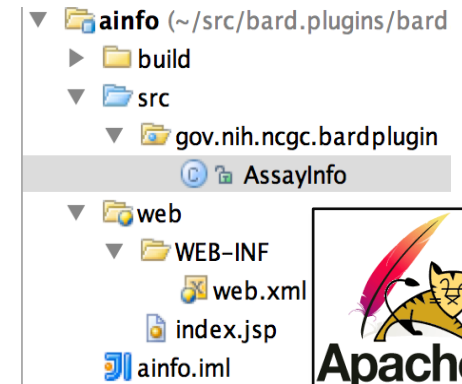 ainfo (~/src/bard.plugins/bard
build
src
gov.nih.ncgc.bardplugin
C AssayInfo
web
WEB-INF
web.xml
index.jsp
ainfo.iml
Apache